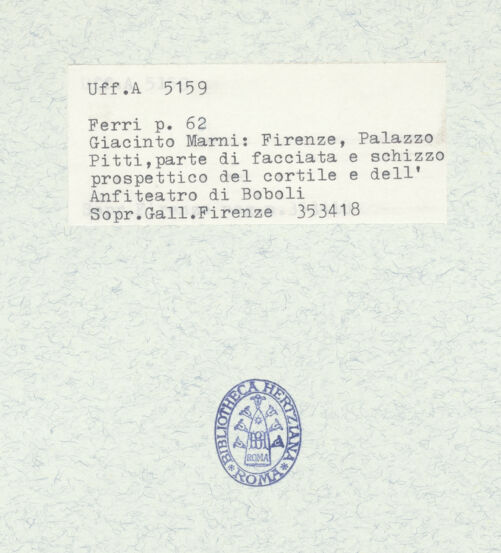 Uff.A 5159
Ferri p. 62
Giacinto Marni: Firenze, Palazzo
Pitti,parte di facciata e schizzo
prospettico del cortile e dell'
Anfiteatro di Boboli
Sopr.Gall.Firenze 353418
BIBLIOTHECA HERTZIANA
ROMA
ROMA